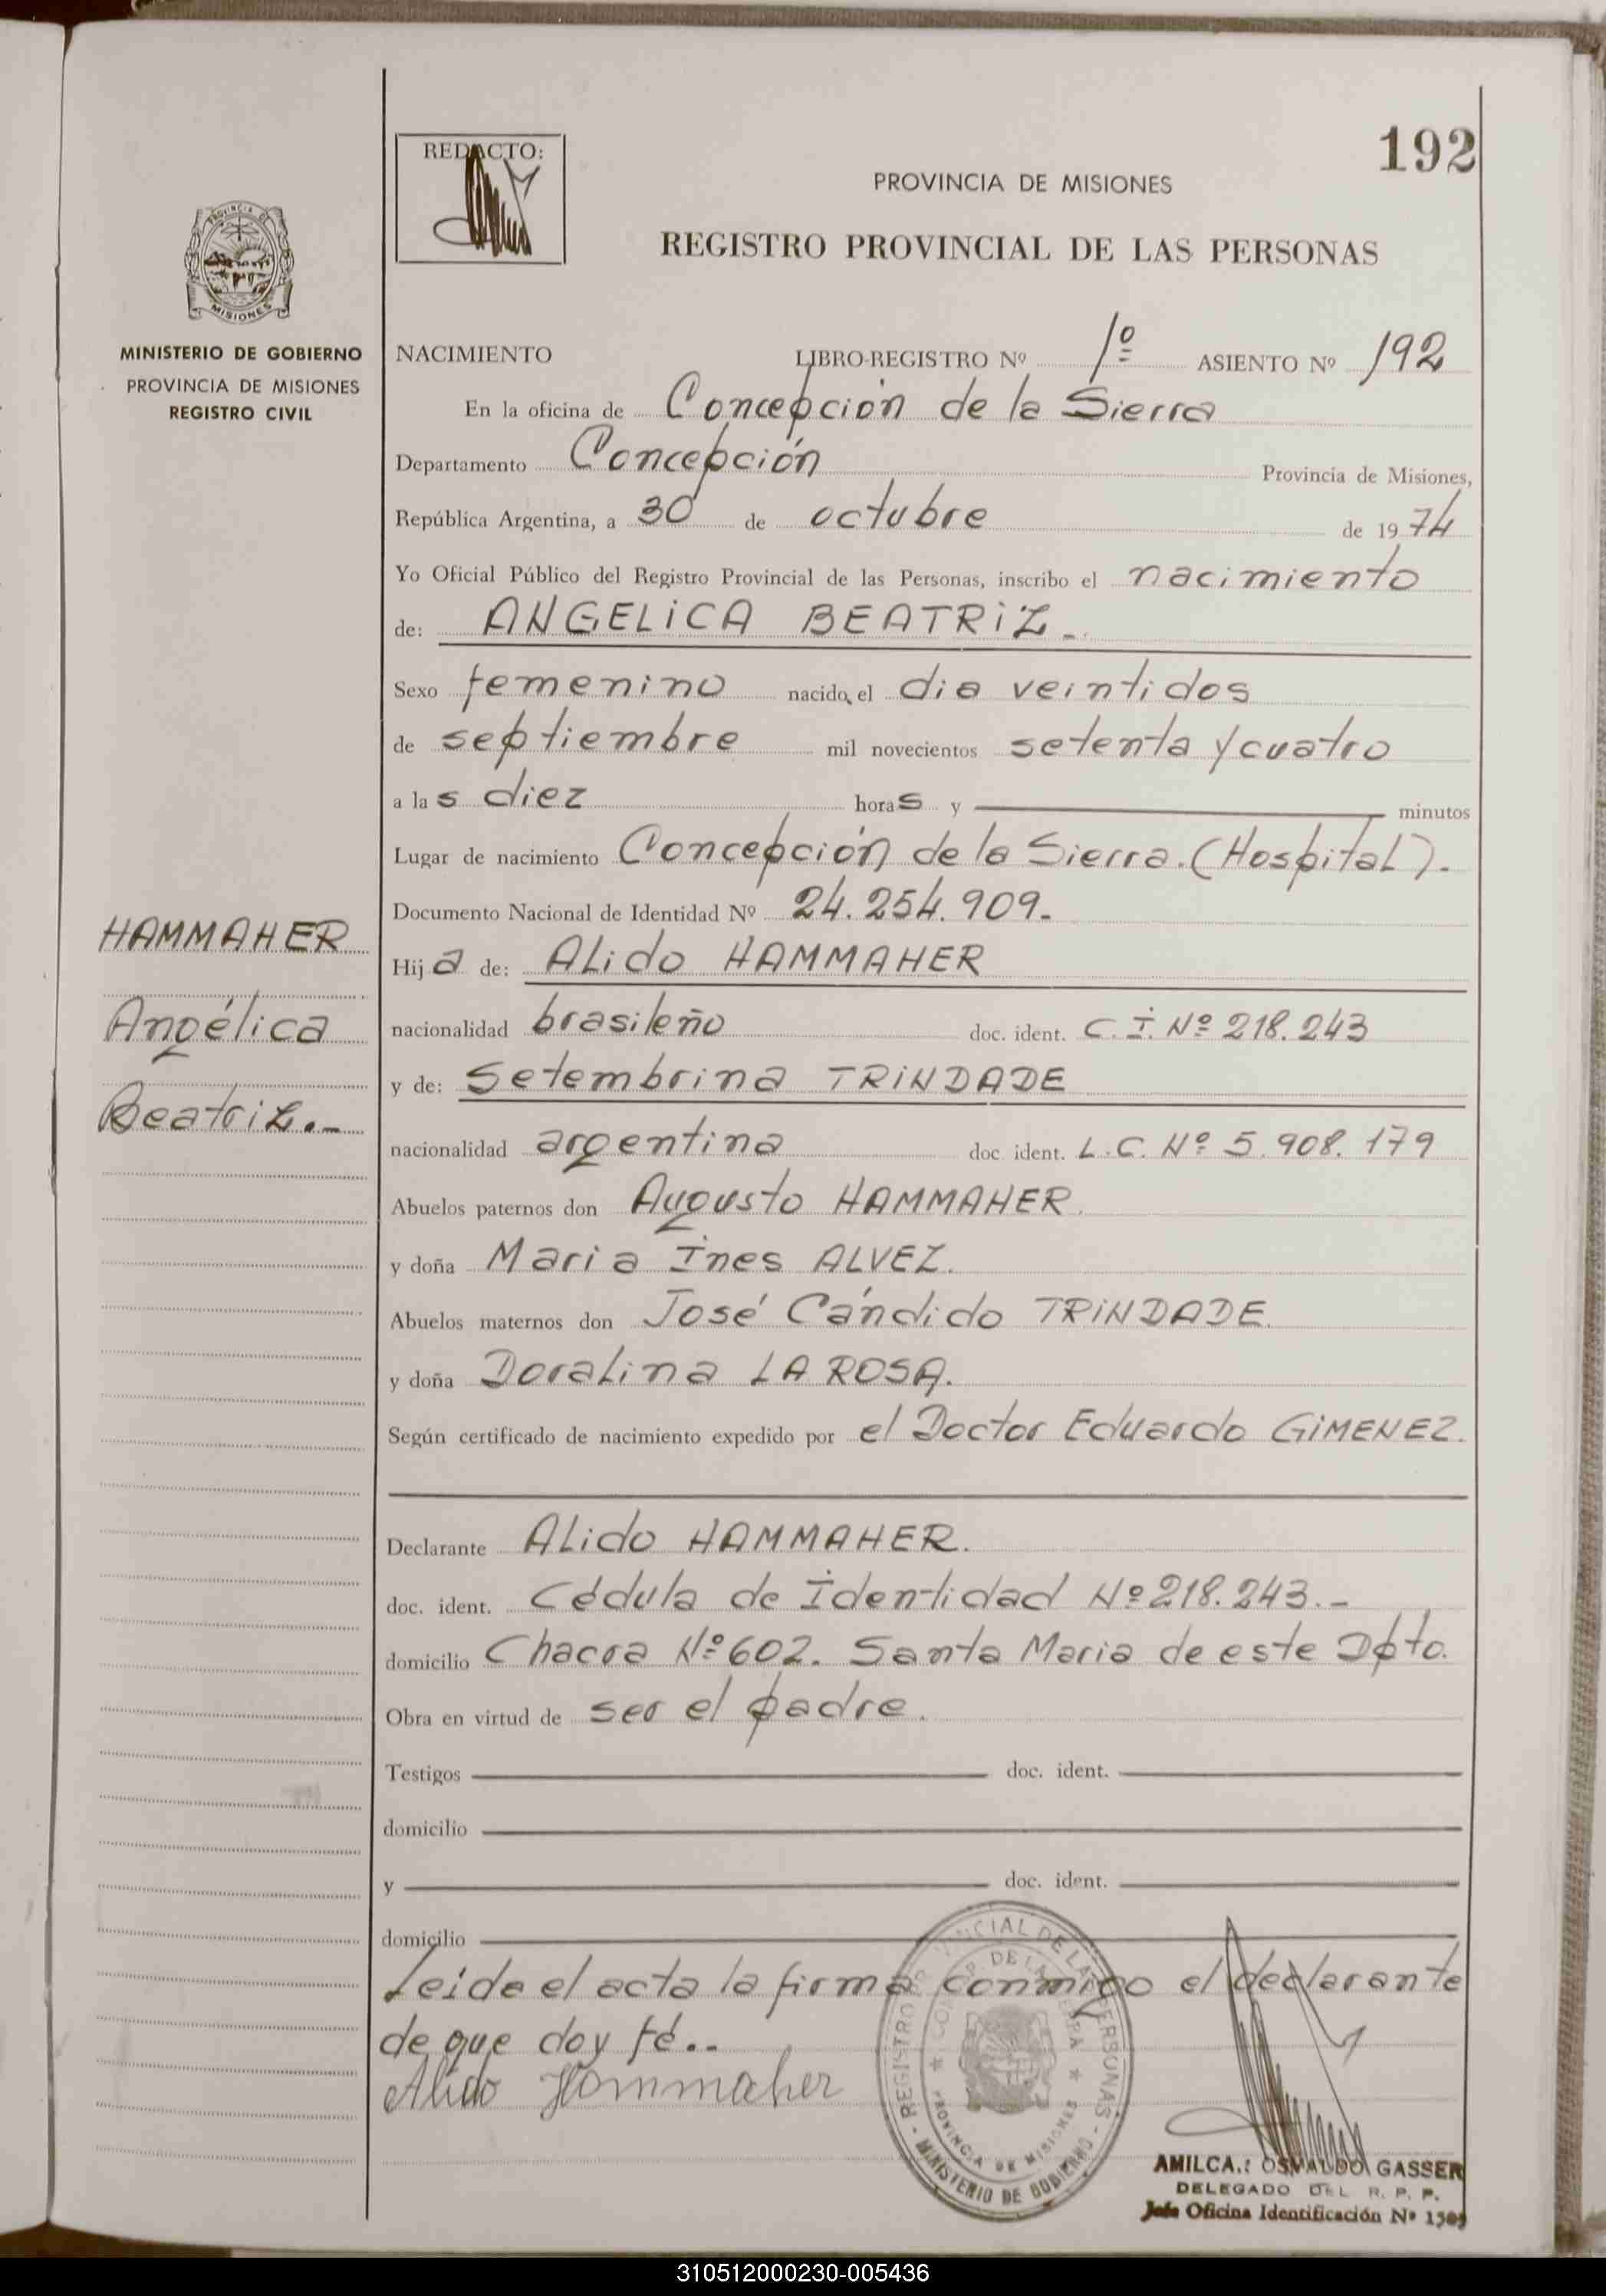 192
REDACTO:
PROVINCIA DE MISIONES
REGISTRO PROVINCIAL DE LAS PERSONAS
PROVINCIA DE
MISIONES
MINISTERIO DE GOBIERNO
PROVINCIA DE MISIONES
REGISTRO CIVIL
NACIMIENTO LIBRO-REGISTRO Nº 1º ASIENTO Nº 192
En la oficina de Concepción de la Sierra
Departamento Concepción Provincia de Misiones,
República Argentina, a 30 de octubre de 1974
Yo Oficial Público del Registro Provincial de las Personas, inscribo el nacimiento
de: ANGELICA BEATRIZ.-
Sexo femenino nacido, el dia veintidos
de septiembre mil novecientos setenta y cuatro
a las diez horas y minutos
Lugar de nacimiento Concepción de la Sierra. (Hospital).-
Documento Nacional de Identidad Nº 24.254.909.-
HAMMAHER
Angélica
Beatriz.-
Hija de: Alido HAMMAHER
nacionalidad brasileño doc. ident. C.I. Nº 218.243
y de: Setembrina TRINDADE
nacionalidad argentina doc. ident. L.C. Nº 5.908.179
Abuelos paternos don Augusto HAMMAHER.
y doña Maria Ines ALVEZ.
Abuelos maternos don José Cándido TRINDADE.
y doña Doralina LA ROSA.
Según certificado de nacimiento expedido por el Doctor Eduardo GIMENEZ.
Declarante Alido HAMMAHER.
doc. ident. Cédula de Identidad Nº 218.243.-
domicilio Chacra Nº 602. Santa Maria de este Dpto.
Obra en virtud de ser el padre.
Testigos doc. ident.
domicilio
y doc. ident.
domicilio
Leida el acta la firma conmigo el declarante
de que doy fé..
Alido Hammaher
MINISTERIO DE GOBIERNO
PROVINCIA DE MISIONES
OSVALDO GASSER
DELEGADO DEL R. P. P.
Jefe Oficina Identificación Nº
310512000230-005436